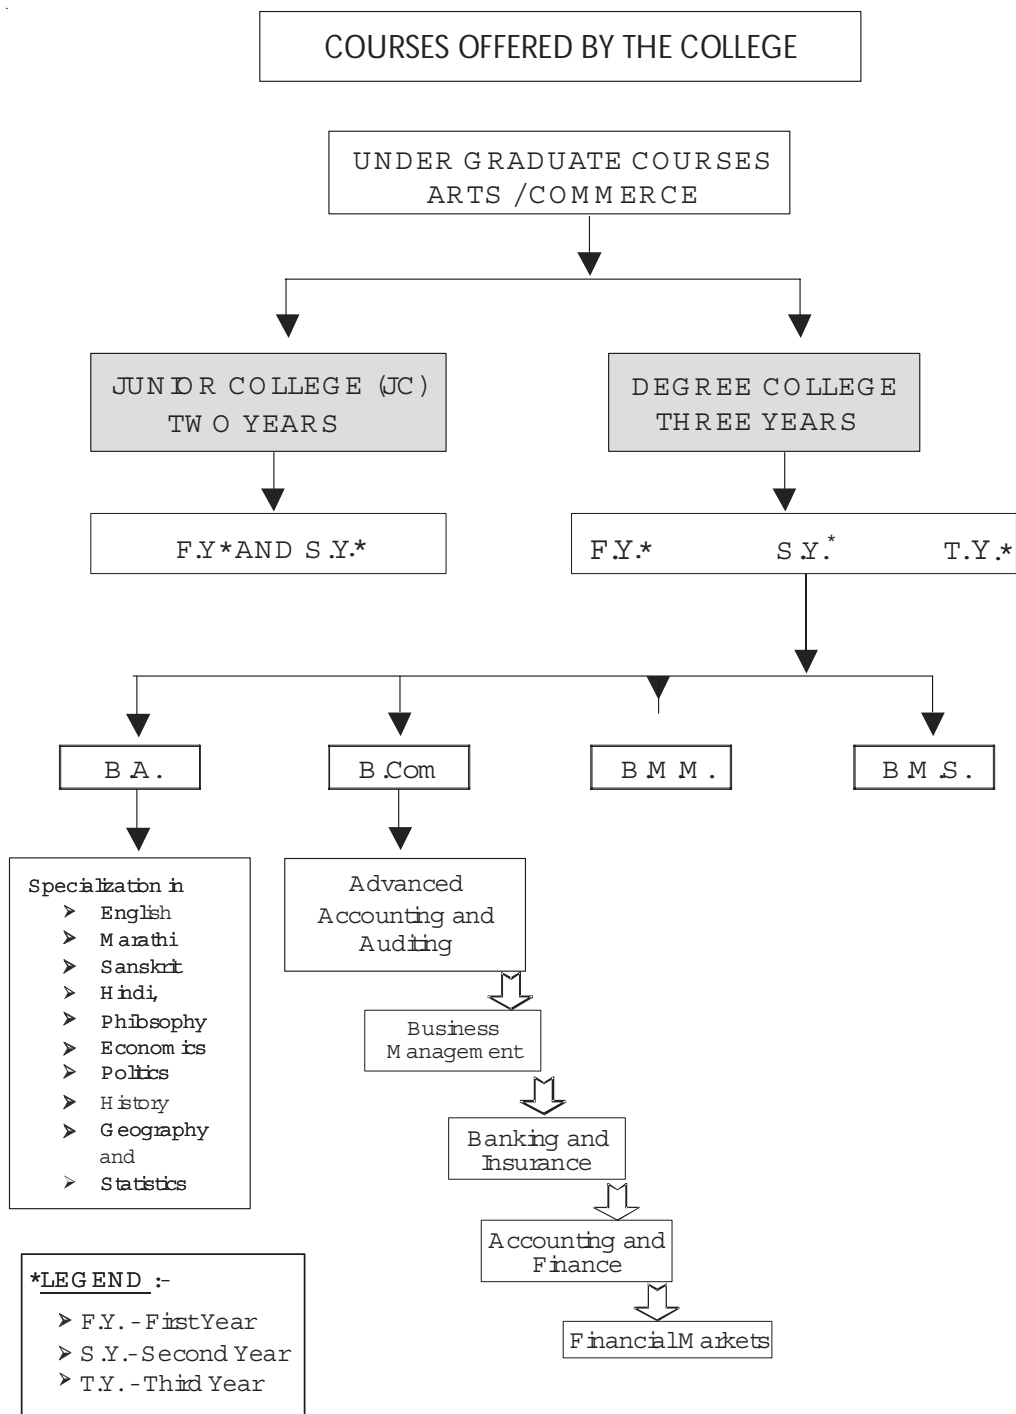 COURSES OFFERED BY THE COLLEGE
UNDER GRADUATE COURSES
ARTS /COMMERCE
JUNIOR COLLEGE (JC)
TWO YEARS
DEGREE COLLEGE
THREE YEARS
F.Y*AND S.Y.*
F.Y.* S.Y.* T.Y.*
B.A.
B.Com
B.M.M.
B.M.S.
Specialization in
➢ English
➢ Marathi
➢ Sanskrit
➢ Hindi,
➢ Philosophy
➢ Economics
➢ Politics
➢ History
➢ Geography
and
➢ Statistics
Advanced
Accounting and
Auditing
Business
Management
Banking and
Insurance
Accounting and
Finance
Financial Markets
*LEGEND :-
➢ F.Y. - First Year
➢ S.Y.-Second Year
➢ T.Y. -Third Year